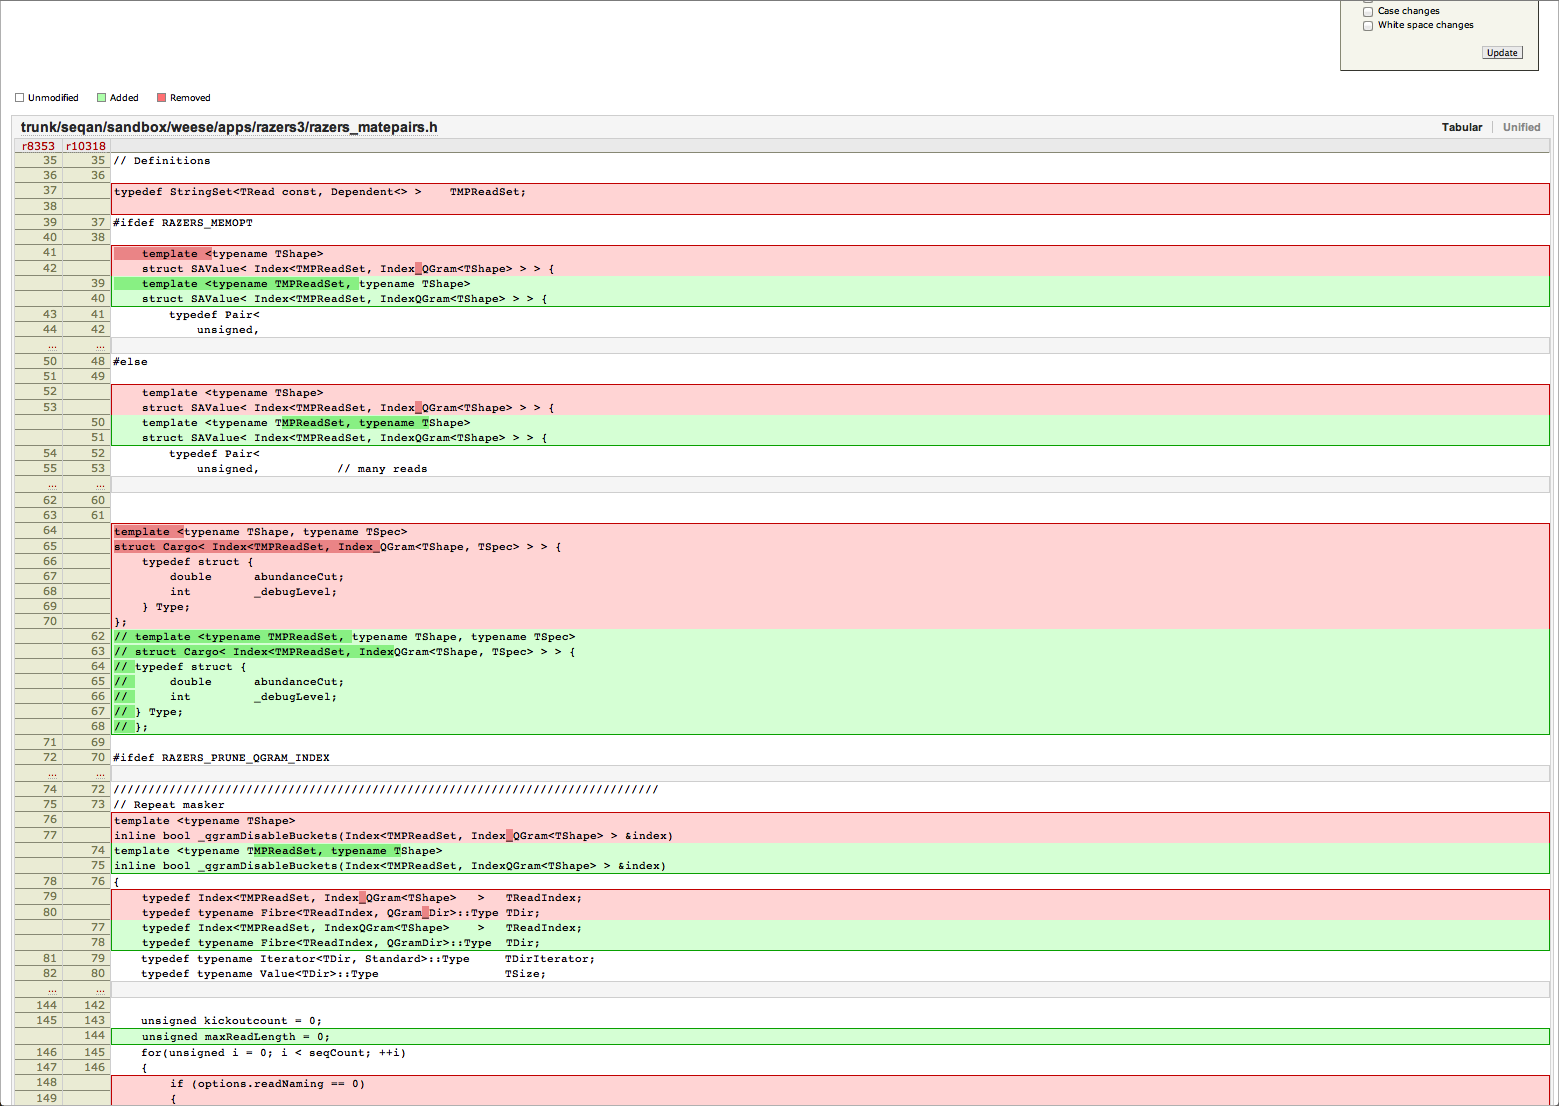 Case changes
White space changes
Update
Unmodified Added Removed
trunk/seqan/sandbox/weese/apps/razers3/razers_matepairs.h Tabular Unified
r8353 r10318
35 35 // Definitions
36 36
37 typedef StringSet<TRead const, Dependent<> >    TMPReadSet;
38
39 37 #ifdef RAZERS_MEMOPT
40 38
41     template <typename TShape>
42     struct SAValue< Index<TMPReadSet, Index_QGram<TShape> > > {
39     template <typename TMPReadSet, typename TShape>
40     struct SAValue< Index<TMPReadSet, IndexQGram<TShape> > > {
43 41         typedef Pair<
44 42             unsigned,
... ...
50 48 #else
51 49
52     template <typename TShape>
53     struct SAValue< Index<TMPReadSet, Index_QGram<TShape> > > {
50     template <typename TMPReadSet, typename TShape>
51     struct SAValue< Index<TMPReadSet, IndexQGram<TShape> > > {
54 52         typedef Pair<
55 53             unsigned,           // many reads
... ...
62 60
63 61
64 template <typename TShape, typename TSpec>
65 struct Cargo< Index<TMPReadSet, Index_QGram<TShape, TSpec> > > {
66     typedef struct {
67         double      abundanceCut;
68         int         _debugLevel;
69     } Type;
70 };
62 // template <typename TMPReadSet, typename TShape, typename TSpec>
63 // struct Cargo< Index<TMPReadSet, IndexQGram<TShape, TSpec> > > {
64 // typedef struct {
65 //      double      abundanceCut;
66 //      int         _debugLevel;
67 // } Type;
68 // };
71 69
72 70 #ifdef RAZERS_PRUNE_QGRAM_INDEX
... ...
74 72 //////////////////////////////////////////////////////////////////////////////
75 73 // Repeat masker
76 template <typename TShape>
77 inline bool _qgramDisableBuckets(Index<TMPReadSet, Index_QGram<TShape> > &index)
74 template <typename TMPReadSet, typename TShape>
75 inline bool _qgramDisableBuckets(Index<TMPReadSet, IndexQGram<TShape> > &index)
78 76 {
79     typedef Index<TMPReadSet, Index_QGram<TShape>   >   TReadIndex;
80     typedef typename Fibre<TReadIndex, QGram_Dir>::Type TDir;
77     typedef Index<TMPReadSet, IndexQGram<TShape>    >   TReadIndex;
78     typedef typename Fibre<TReadIndex, QGramDir>::Type  TDir;
81 79     typedef typename Iterator<TDir, Standard>::Type     TDirIterator;
82 80     typedef typename Value<TDir>::Type                  TSize;
... ...
144 142
145 143     unsigned kickoutcount = 0;
144     unsigned maxReadLength = 0;
146 145     for(unsigned i = 0; i < seqCount; ++i)
147 146     {
148         if (options.readNaming == 0)
149         {